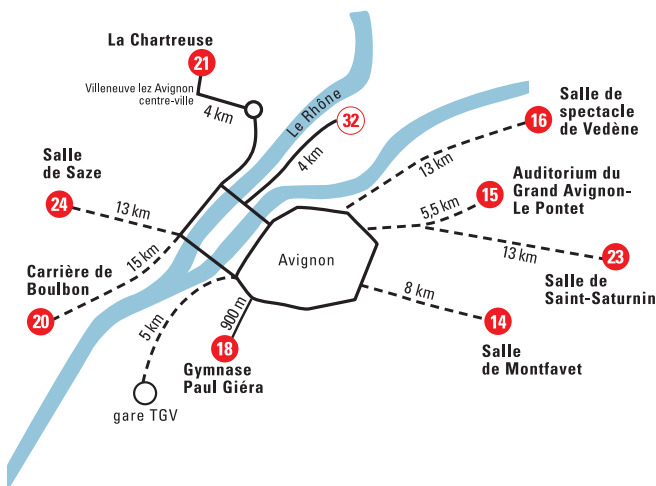 La Chartreuse
21
Villeneuve lez Avignon
centre-ville
4 km
Le Rhône
32
4 km
Salle de
spectacle
de Vedène
16
13 km
Salle
de Saze
24
13 km
Auditorium du
Grand Avignon-
Le Pontet
15
5,5 km
23
13 km
Salle de
Saint-Saturnin
Avignon
Carrière de
Boulbon
15 km
20
8 km
14
Salle
de Montfavet
5 km
900 m
18
Gymnase
Paul Giéra
gare TGV